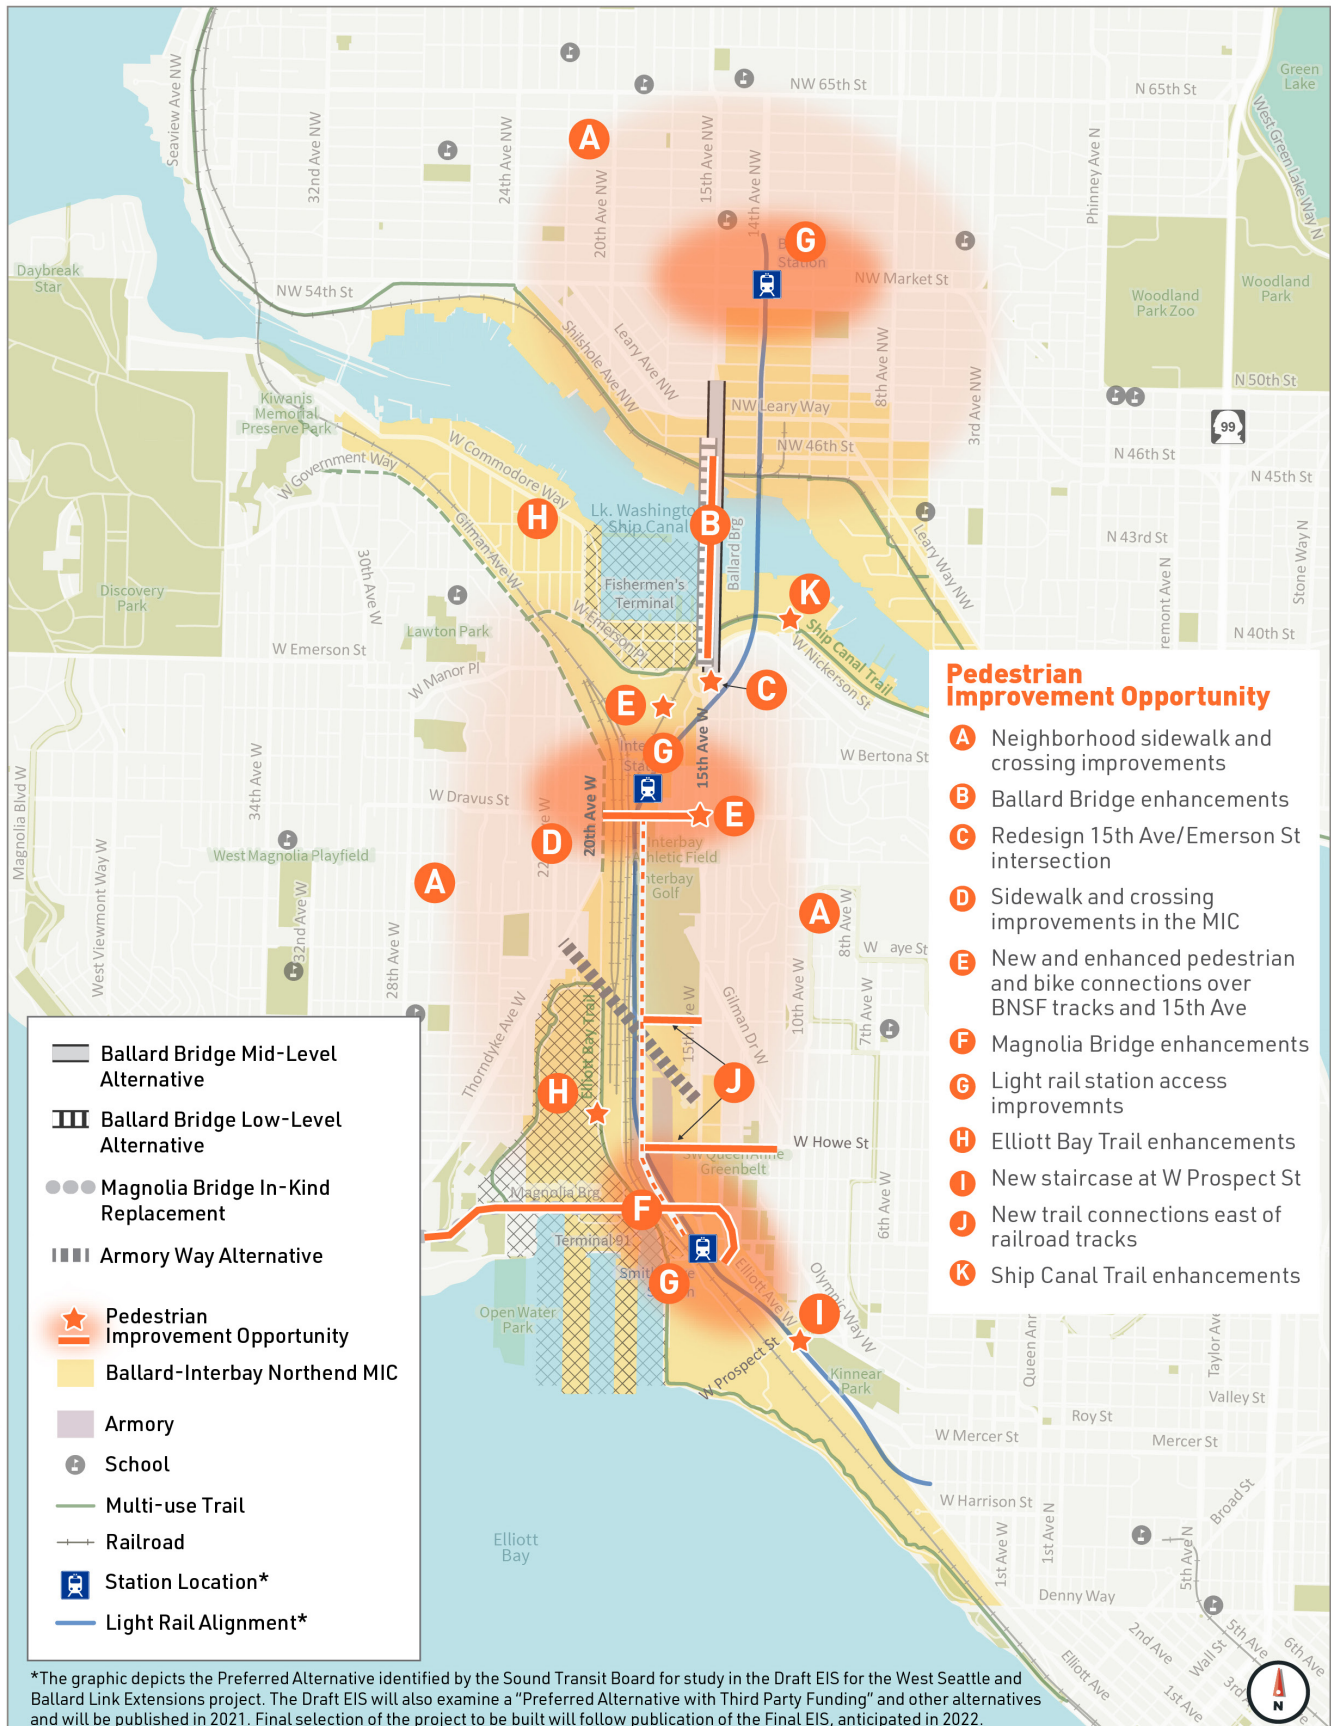 NW 65th St
N 65th St
Green
Lake
West Green Lake Way N
Seaview Ave NW
32nd Ave NW
24th Ave NW
A
20th Ave NW
15th Ave NW
14th Ave NW
Phinney Ave N
G
Station
NW Market St
Daybreak
Star
NW 54th St
Woodland
Park Zoo
Woodland
Park
Shilshole Ave NW
Leary Ave NW
8th Ave NW
3rd Ave NW
N 50th St
Kiwanis
Memorial
Preserve Park
NW Leary Way
99
W Government Way
W Commodore Way
NW 46th St
N 46th St
N 45th St
H
Lk. Washingto
Ship Canal
B
Ballard Brg
Gilman Ave W
Leary Way NW
N 43rd St
Stone W N
30th Ave W
Fishermen's
Terminal
K
Discovery
Park
Lawton Park
W Emerson Pl
Ship Canal Trail
W Nickerson St
remont Ave N
N 40th St
W Emerson St
W Manor Pl
C
E
G
Inte
Stat
15th Ave W
W Bertona St
34th Ave W
W Dravus St
20th Ave W
E
D
22
W
Interbay
thletic Field
nterbay
Golf
Magnolia Blvd W
West Magnolia Playfield
A
A
West Viewmont Way W
32nd Ave W
28th Ave W
8th Ave W
W
aye St
10th Ave W
7th Ave W
Gilman Dr W
15th
W
Thorndyke Ave W
Elliott Bay Trail
H
J
W Howe St
SW Queen Anne
Greenbelt
Magnolia Brg
F
6th Ave W
Terminal 91
Smit
G
Elliott Ave W
Olympic Way W
Open Water
Park
I
W Prospect St
Kinnear
Park
Queen Anr
Taylor Av
Valley St
Roy St
W Mercer St
Mercer St
W Harrison St
Broad St
Elliott
Bay
1st Ave W
1st Ave N
5th Ave N
Denny Way
2nd Ave
Wall St
5th Ave
6th Ave
Elliott Ave
1st Ave
3rd
N
Pedestrian
Improvement Opportunity
A Neighborhood sidewalk and
crossing improvements
B Ballard Bridge enhancements
C Redesign 15th Ave/Emerson St
intersection
D Sidewalk and crossing
improvements in the MIC
E New and enhanced pedestrian
and bike connections over
BNSF tracks and 15th Ave
F Magnolia Bridge enhancements
G Light rail station access
improvemnts
H Elliott Bay Trail enhancements
I New staircase at W Prospect St
J New trail connections east of
railroad tracks
K Ship Canal Trail enhancements
Ballard Bridge Mid-Level
Alternative
Ballard Bridge Low-Level
Alternative
Magnolia Bridge In-Kind
Replacement
Armory Way Alternative
Pedestrian
Improvement Opportunity
Ballard-Interbay Northend MIC
Armory
School
Multi-use Trail
Railroad
Station Location*
Light Rail Alignment*
*The graphic depicts the Preferred Alternative identified by the Sound Transit Board for study in the Draft EIS for the West Seattle and
Ballard Link Extensions project. The Draft EIS will also examine a "Preferred Alternative with Third Party Funding" and other alternatives
and will be published in 2021. Final selection of the project to be built will follow publication of the Final EIS, anticipated in 2022.